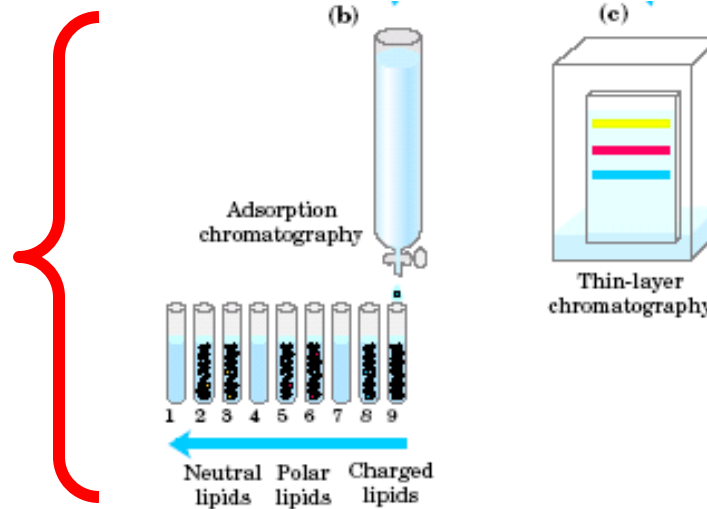 (b)
(c)
Adsorption
chromatography
Thin-layer
chromatography
1 2 3 4 5 6 7 8 9
Neutral
lipids
Polar
lipids
Charged
lipids